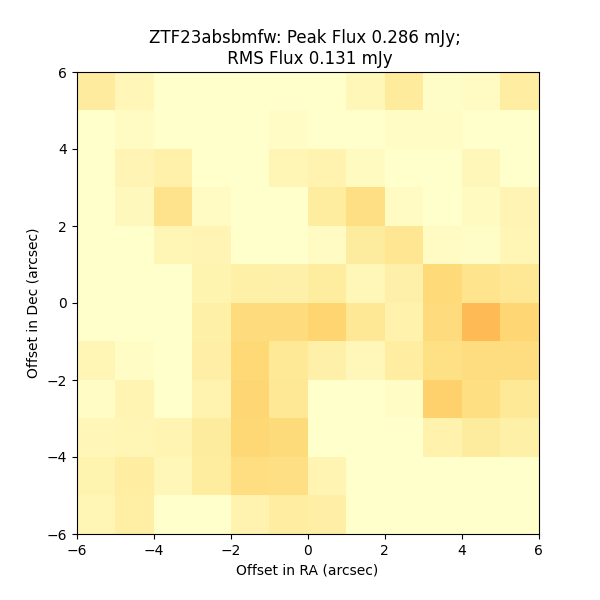 ZTF23absbmfw: Peak Flux 0.286 mJy;
RMS Flux 0.131 mJy
6
4
2
0
−2
−4
−6
Offset in Dec (arcsec)
−6 −4 −2 0 2 4 6
Offset in RA (arcsec)